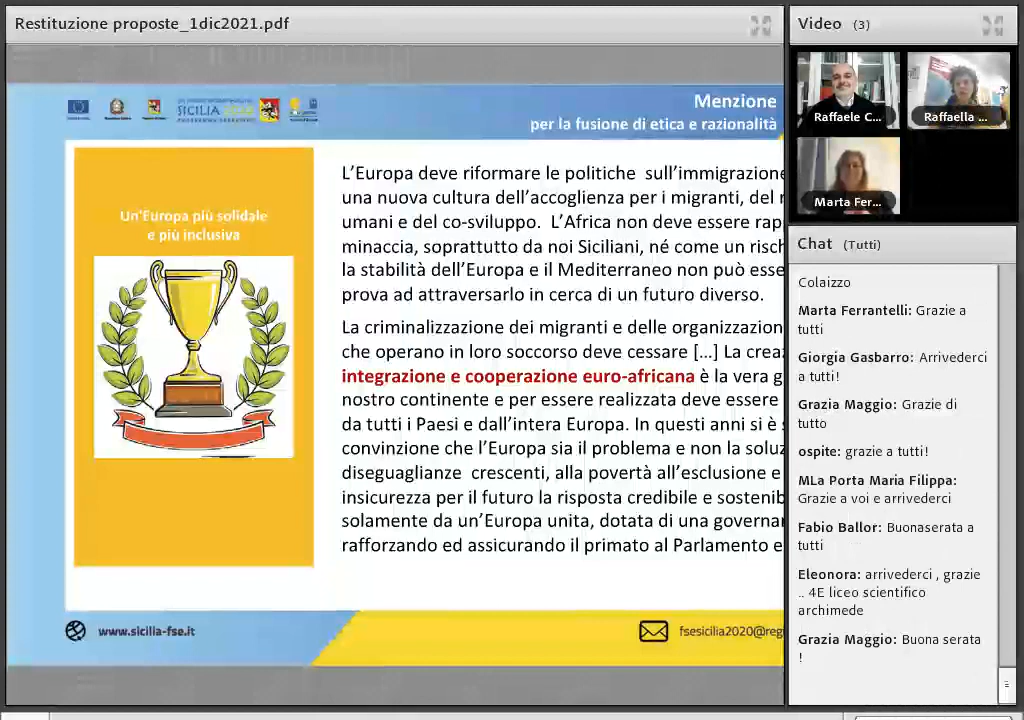 Restituzione proposte_1dic2021.pdf
SICILIA
Menzione
per la fusione di etica e razionalità
Un'Europa più solidale
e più inclusiva
L'Europa deve riformare le politiche sull'immigrazione
una nuova cultura dell'accoglienza per i migranti, del r
umani e del co-sviluppo. L'Africa non deve essere rap
minaccia, soprattutto da noi Siciliani, né come un risch
la stabilità dell'Europa e il Mediterraneo non può esse
prova ad attraversarlo in cerca di un futuro diverso.
La criminalizzazione dei migranti e delle organizzazion
che operano in loro soccorso deve cessare [...] La crea
integrazione e cooperazione euro-africana è la vera g
nostro continente e per essere realizzata deve essere
da tutti i Paesi e dall'intera Europa. In questi anni si è s
convinzione che l'Europa sia il problema e non la soluz
diseguaglianze crescenti, alla povertà all'esclusione e
insicurezza per il futuro la risposta credibile e sostenib
solamente da un'Europa unita, dotata di una governan
rafforzando ed assicurando il primato al Parlamento e
www.sicilia-fse.it
fsesicilia2020@reg
Video (3)
Raffaele C...
Raffaella ...
Marta Fer...
Chat (Tutti)
Colaizzo
Marta Ferrantelli: Grazie a
tutti
Giorgia Gasbarro: Arrivederci
a tutti!
Grazia Maggio: Grazie di
tutto
ospite: grazie a tutti!
MLa Porta Maria Filippa:
Grazie a voi e arrivederci
Fabio Ballor: Buonaserata a
tutti
Eleonora: arrivederci , grazie
.. 4E liceo scientifico
archimede
Grazia Maggio: Buona serata
!